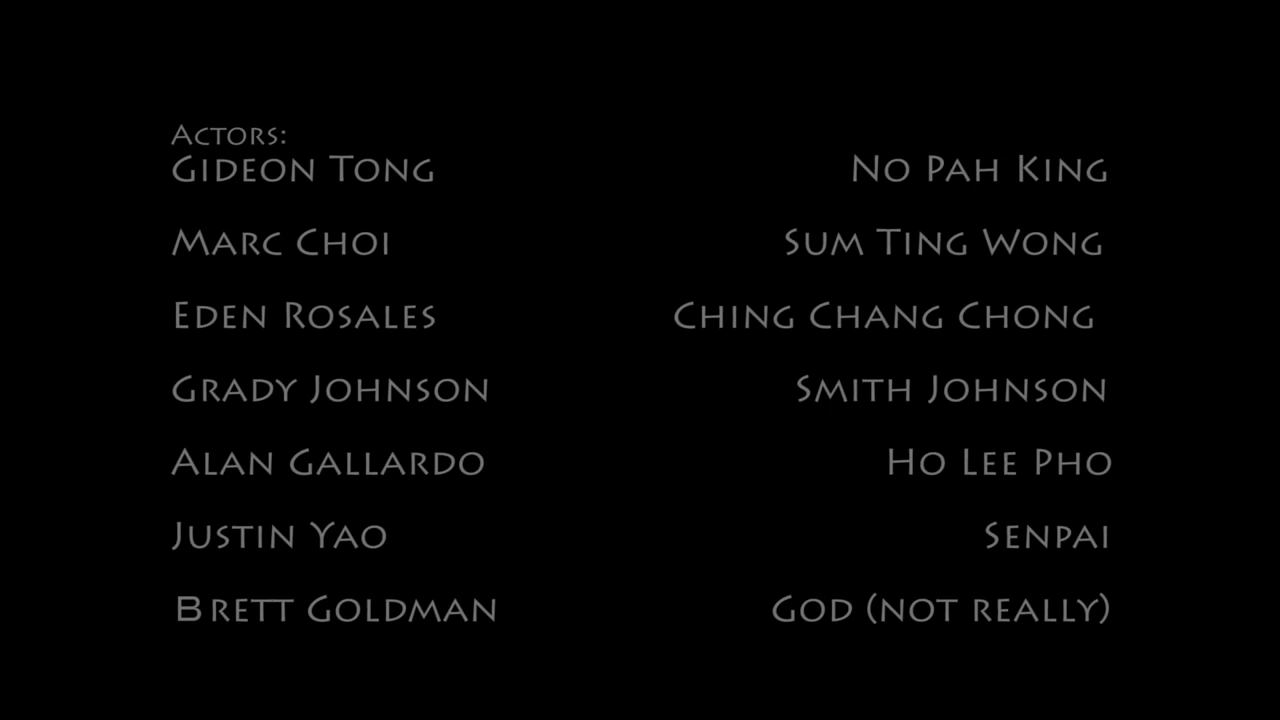 Actors:
Gideon Tong No Pah King
Marc Choi Sum Ting Wong
Eden Rosales Ching Chang Chong
Grady Johnson Smith Johnson
Alan Gallardo Ho Lee Pho
Justin Yao Senpai
Brett Goldman God (not really)